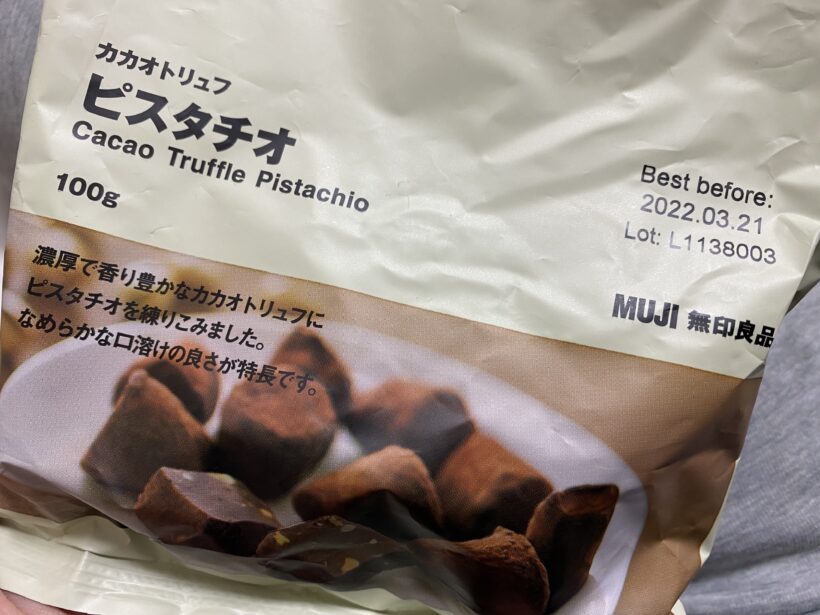 カカオトリュフ
ピスタチオ
Cacao Truffle Pistachio
100g
Best before:
2022.03.21
Lot: L1138003
MUJI 無印良品
濃厚で香り豊かなカカオトリュフに
ピスタチオを練りこみました。
なめらかな口溶けの良さが特長です。